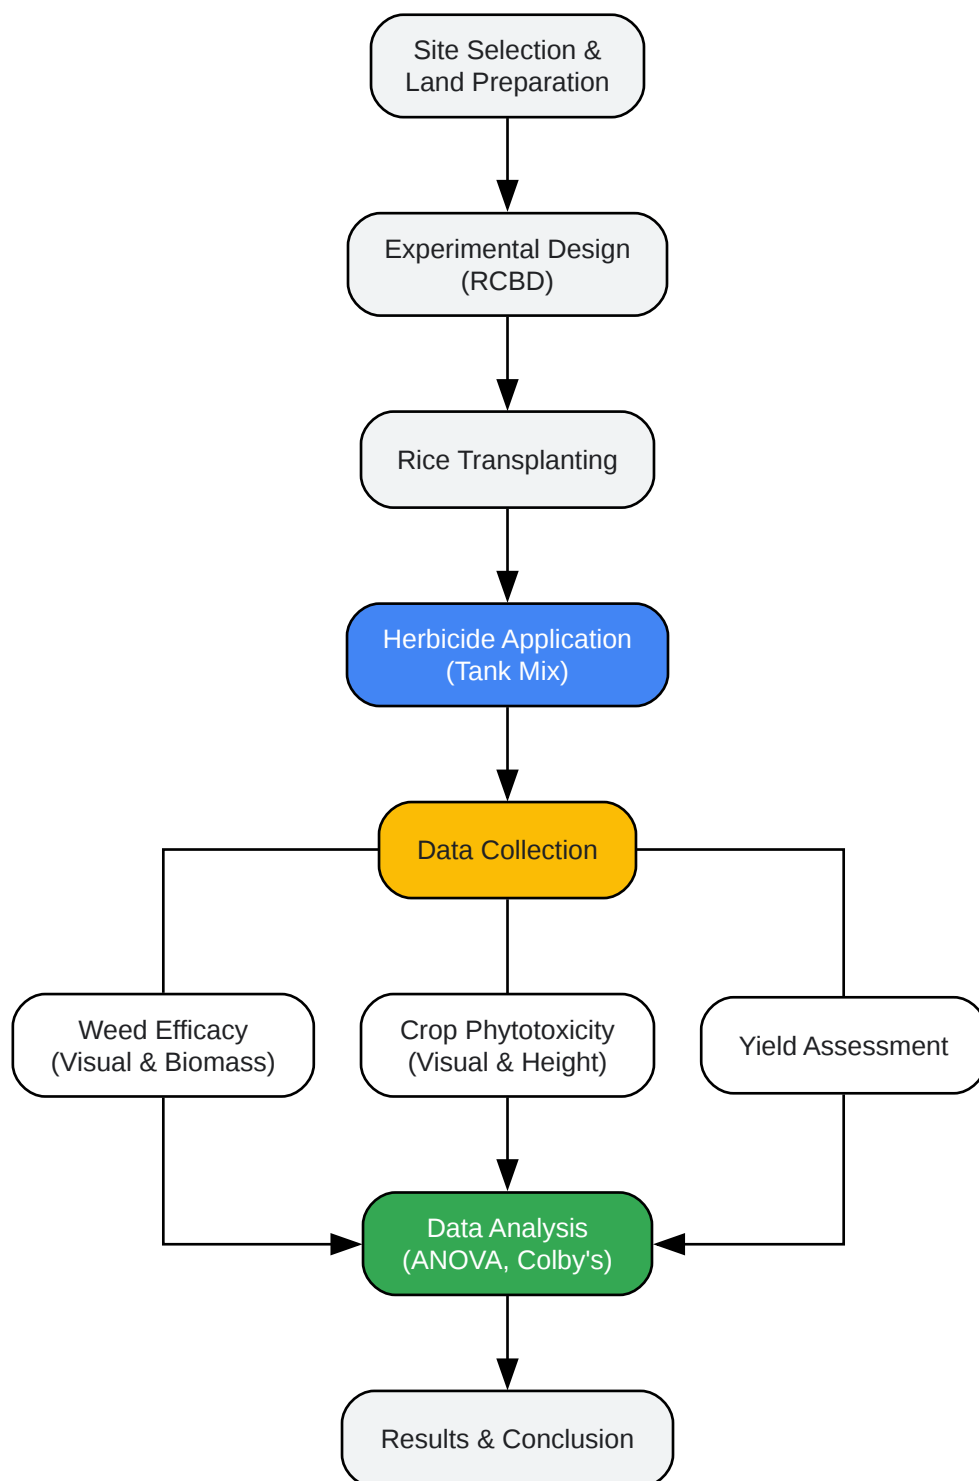 Site Selection &
Land Preparation
Experimental Design
(RCBD)
Rice Transplanting
Herbicide Application
(Tank Mix)
Data Collection
Weed Efficacy
(Visual & Biomass)
Crop Phytotoxicity
(Visual & Height)
Yield Assessment
Data Analysis
(ANOVA, Colby's)
Results & Conclusion